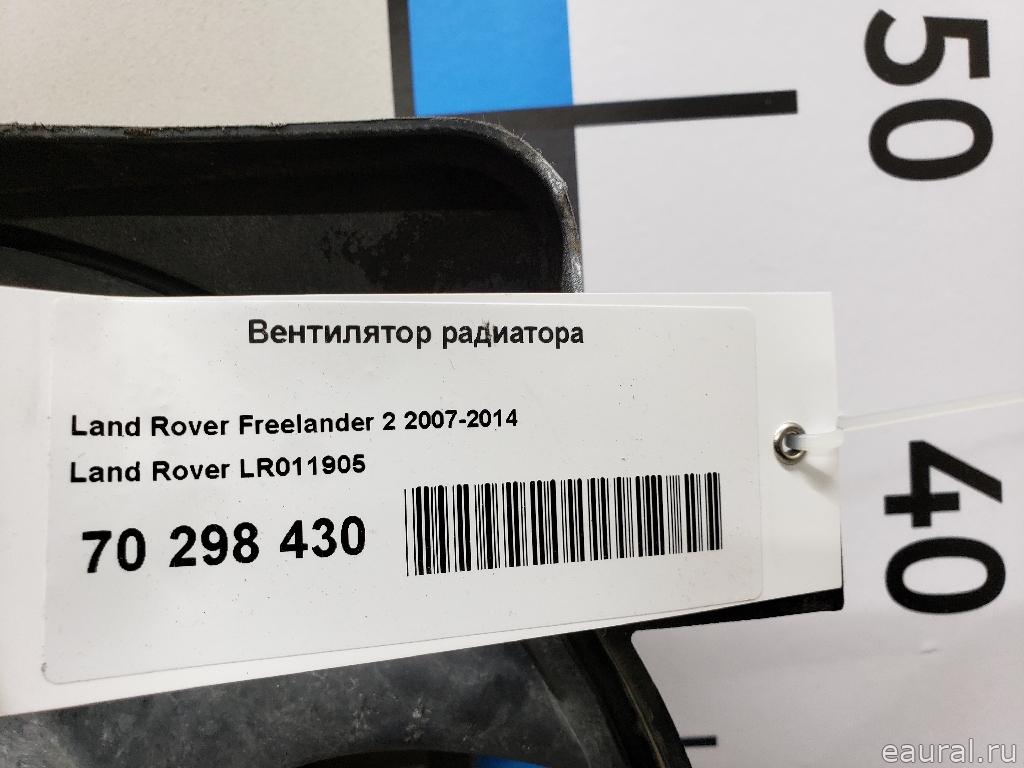 50
Вентилятор радиатора
Land Rover Freelander 2 2007-2014
Land Rover LR011905
70 298 430
40
eaural.ru